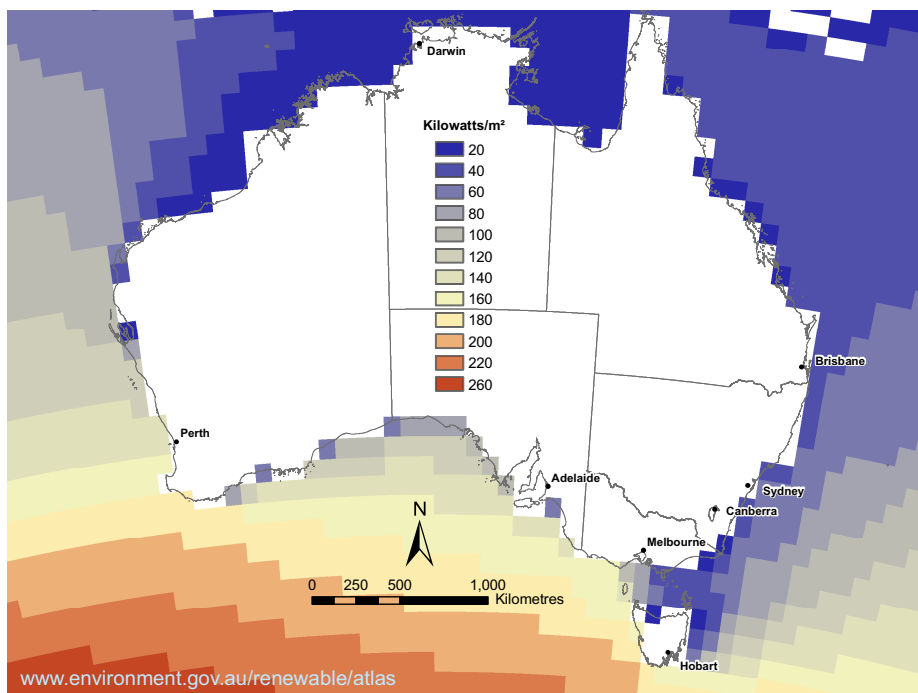 Darwin
Kilowatts/m²
20
40
60
80
100
120
140
160
180
200
220
260
Brisbane
Perth
Adelaide
Sydney
Canberra
N
Melbourne
0 250 500 1,000
Kilometres
Hobart
www.environment.gov.au/renewable/atlas